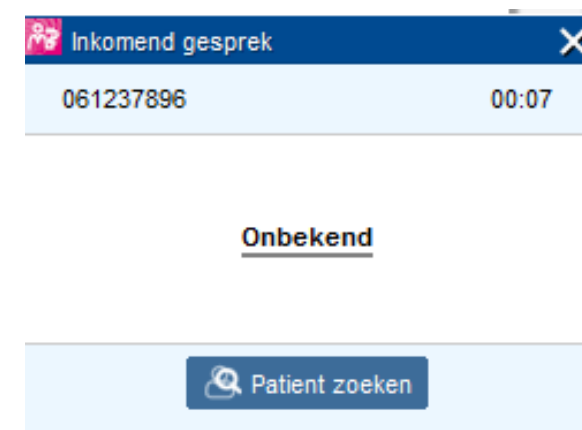 Inkomend gesprek
061237896 00:07
Onbekend
Patient zoeken